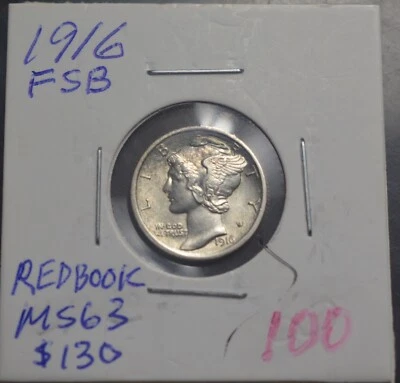 1916
FSB
LIBERTY
IN GOD
WE TRUST
1916
REDBOOK
MS63
$130
100